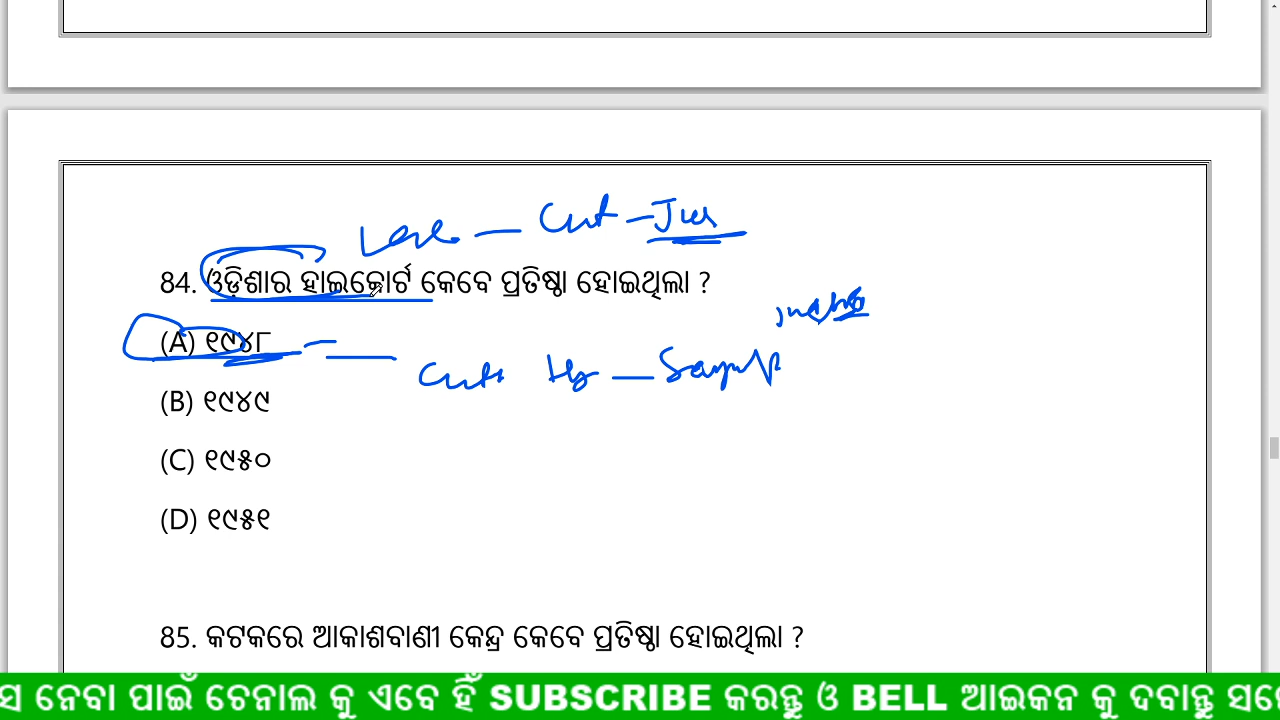 84. ଓଡ଼ିଶାର ହାଇକୋର୍ଟ କେବେ ପ୍ରତିଷ୍ଠା ହୋଇଥିଲା ?
(A) ୧୯୪୮
(B) ୧୯୪୯
(C) ୧୯୫୦
(D) ୧୯୫୧
85. କଟକରେ ଆକାଶବାଣୀ କେନ୍ଦ୍ର କେବେ ପ୍ରତିଷ୍ଠା ହୋଇଥିଲା ?
ସ ନେବା ପାଇଁ ଚେନାଲ କୁ ଏବେ ହିଁ SUBSCRIBE କରନ୍ତୁ ଓ BELL ଆଇକନ କୁ ଦବାନ୍ତୁ